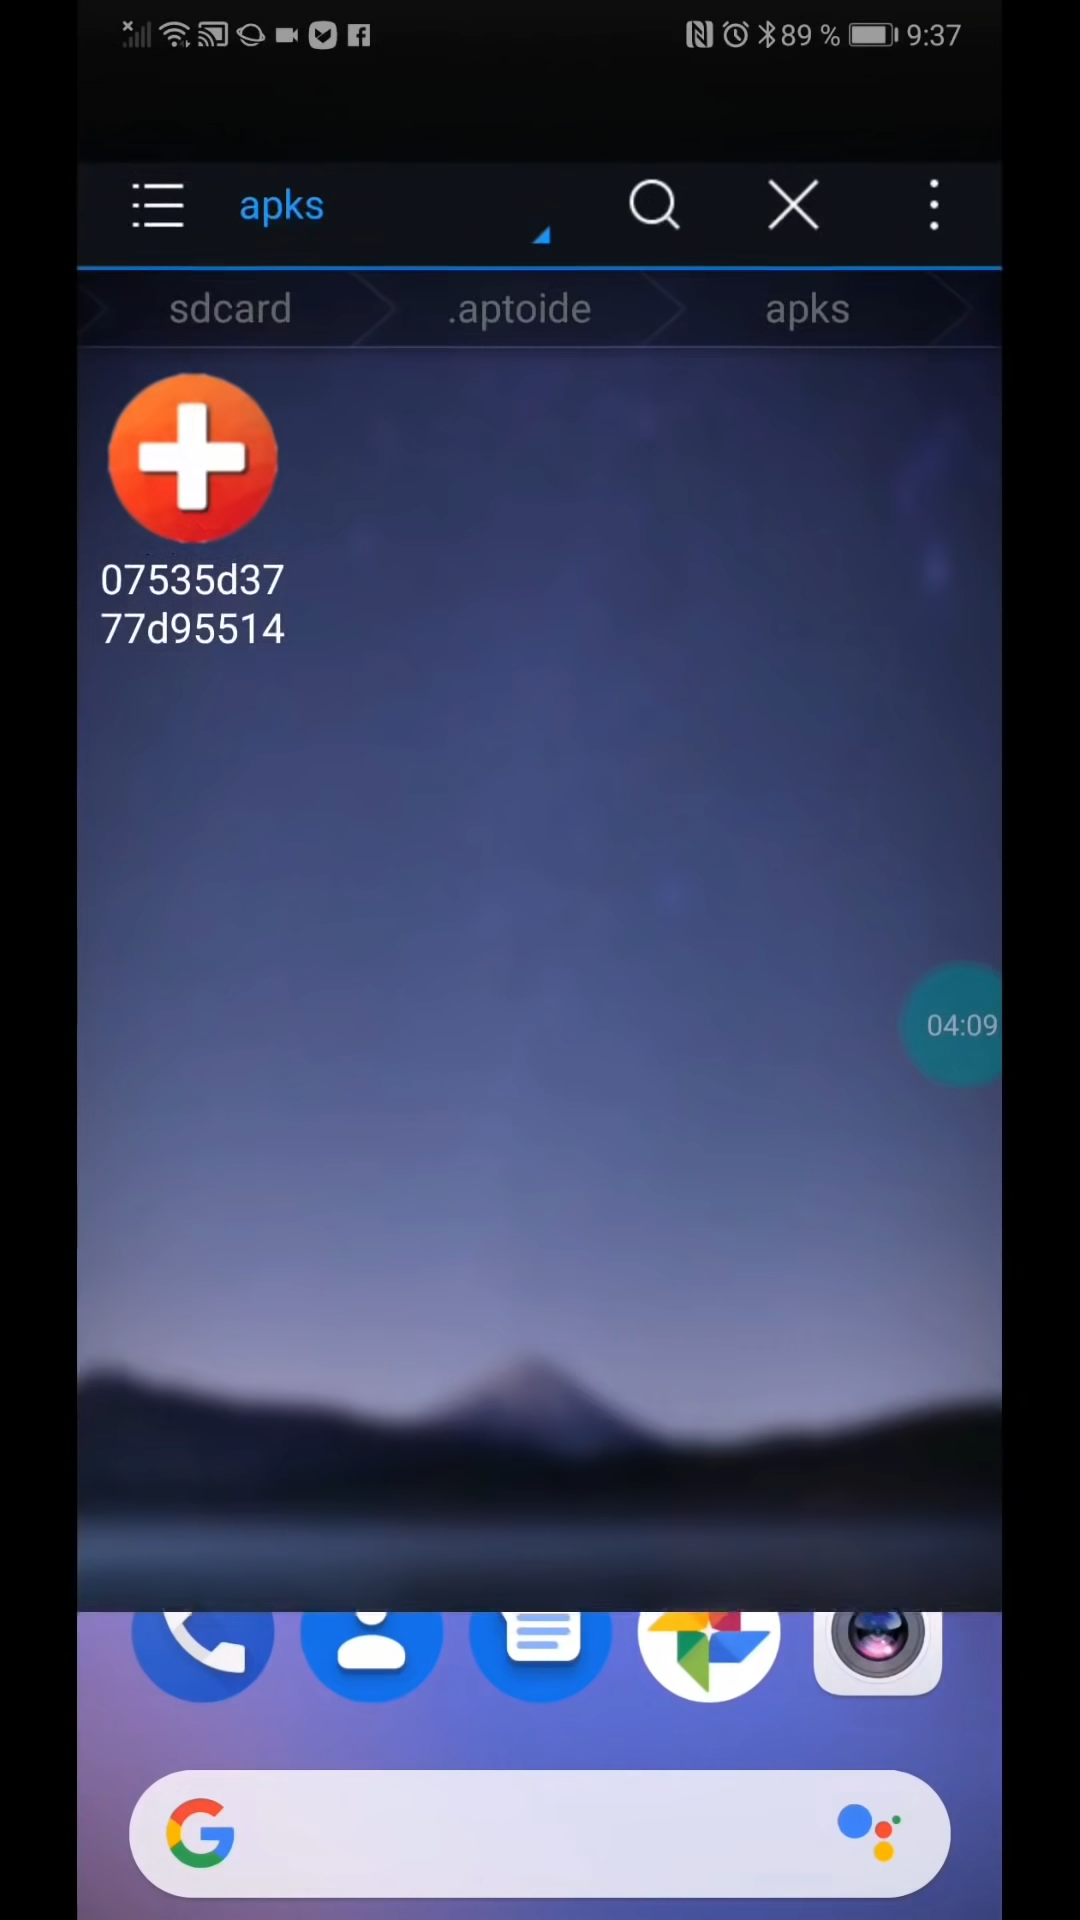 89 % 9:37
apks
sdcard .aptoide apks
07535d37
77d95514
04:09